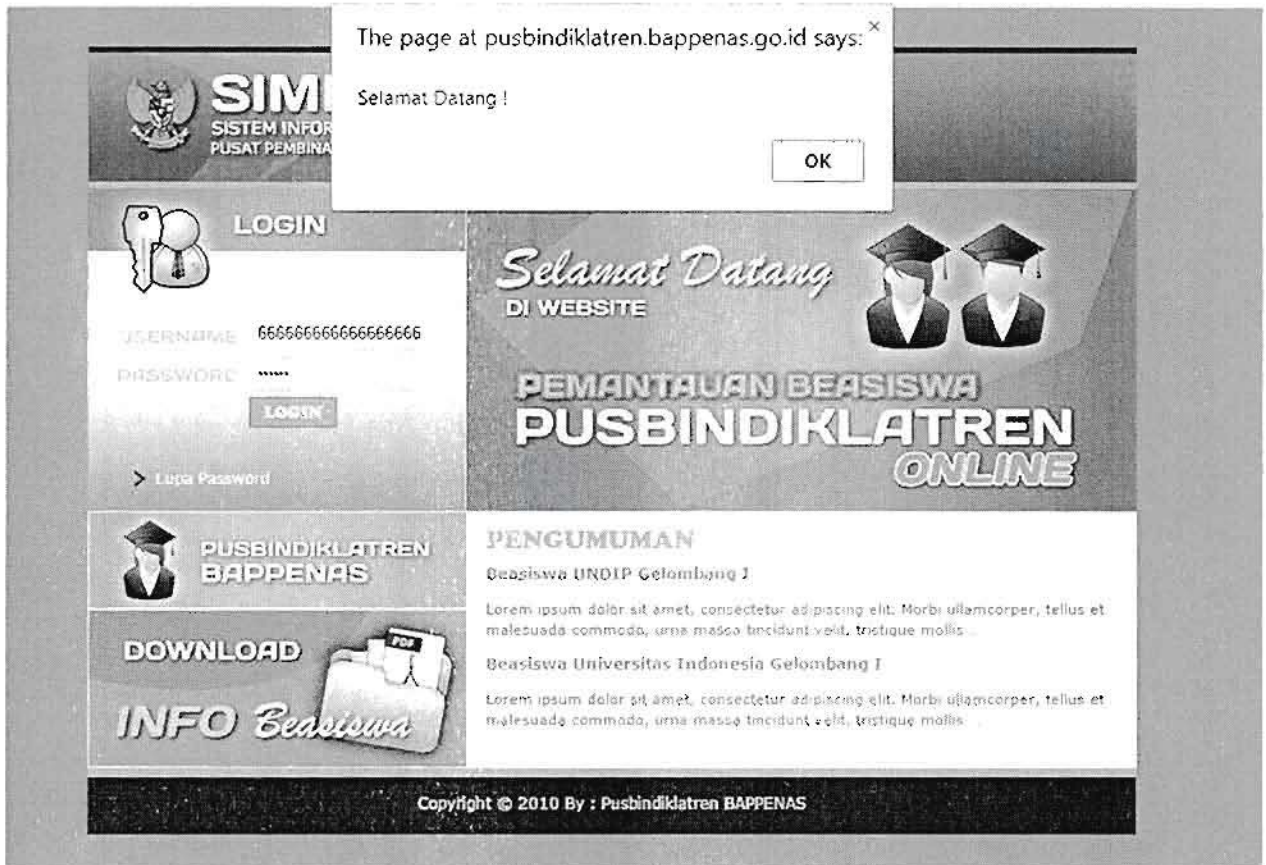 The page at pusbindiklatren.bappenas.go.id says:
×
Selamat Datang !
OK
SIM
SISTEM INFOR
PUSAT PEMBINA
LOGIN
USERNAME 666666666666666666
PASSWORD ••••••
LOGIN
> Lupa Password
Selamat Datang
DI WEBSITE
PEMANTAUAN BEASISWA
PUSBINDIKLATREN
ONLINE
PUSBINDIKLATREN
BAPPENAS
DOWNLOAD
PDF
INFO Beasiswa
PENGUMUMAN
Beasiswa UNDIP Gelombang I
Lorem ipsum dolor sit amet, consectetur adipiscing elit. Morbi ullamcorper, tellus et
malesuada commodo, urna massa tincidunt velit, tristique mollis
Beasiswa Universitas Indonesia Gelombang I
Lorem ipsum dolor sit amet, consectetur adipiscing elit. Morbi ullamcorper, tellus et
malesuada commodo, urna massa tincidunt velit, tristique mollis
Copyright © 2010 By : Pusbindiklatren BAPPENAS